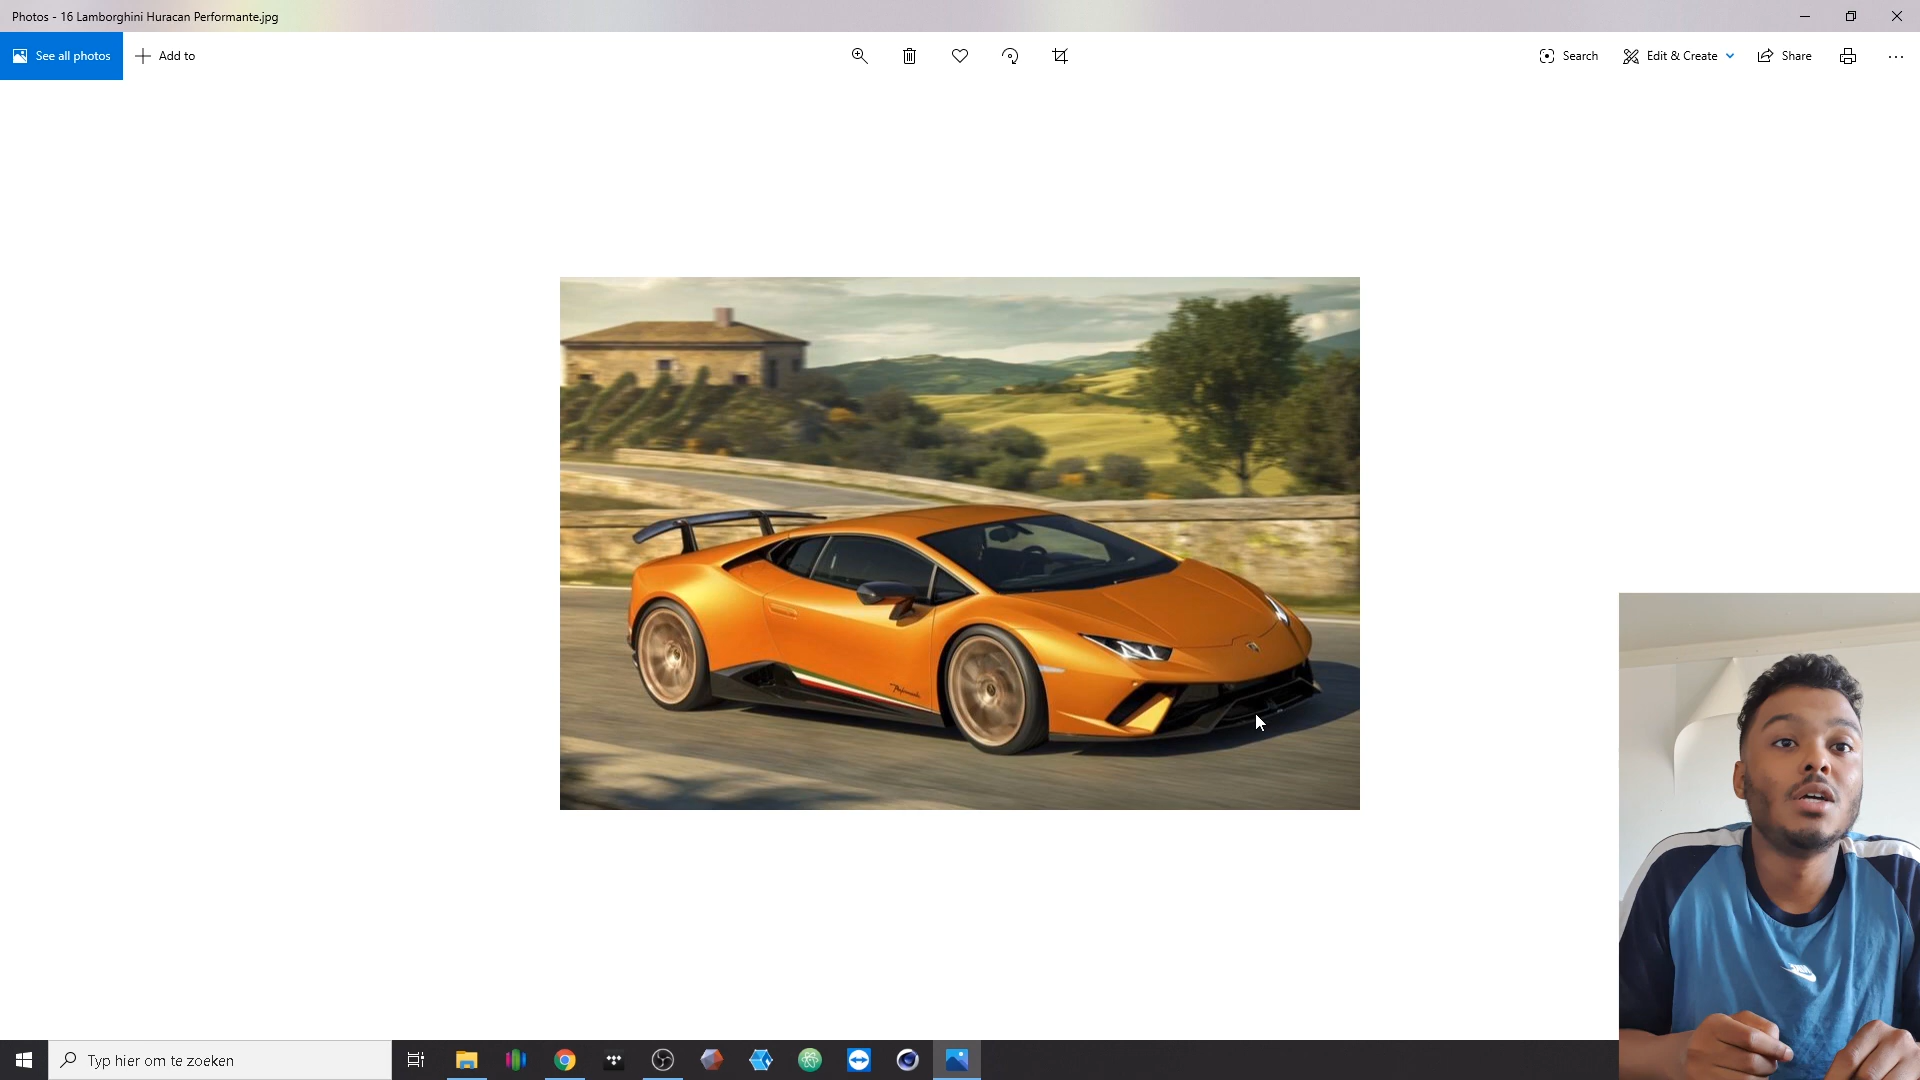 Photos - 16 Lamborghini Huracan Performante.jpg
See all photos
Add to
Search
Edit & Create
Share
Performante
Typ hier om te zoeken